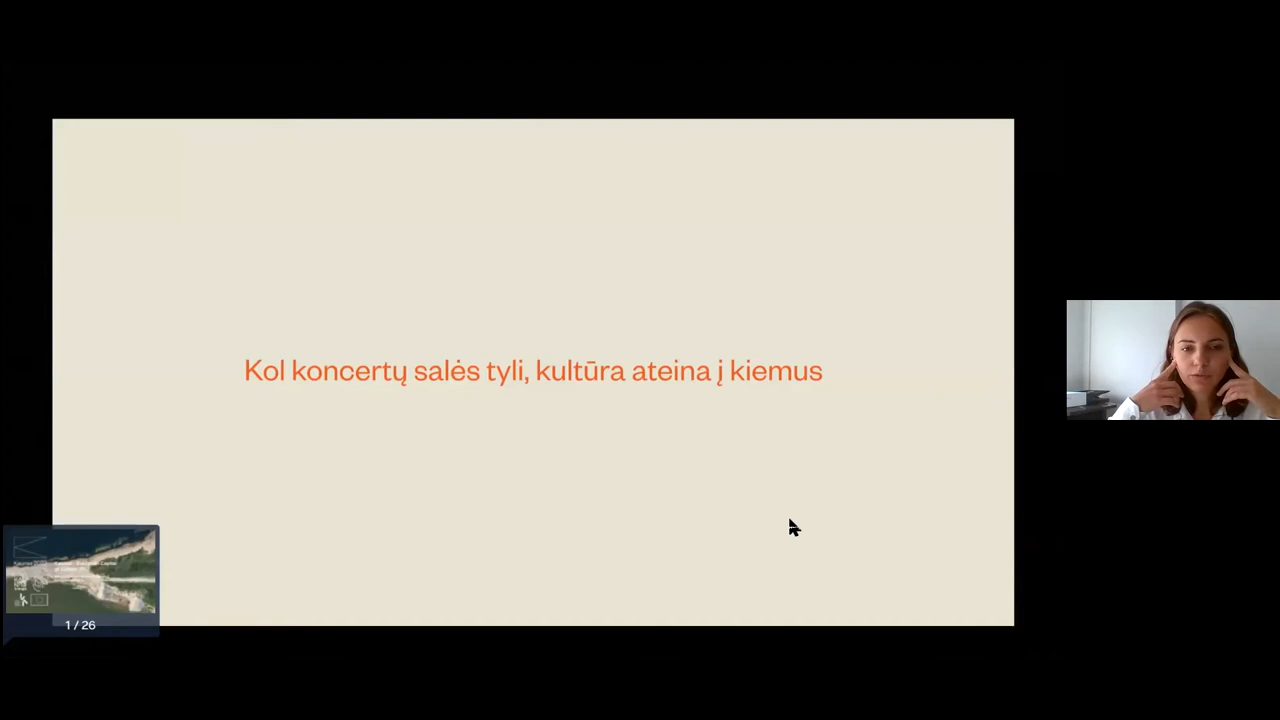 Kol koncertų salės tyli, kultūra ateina į kiemus
1 / 26